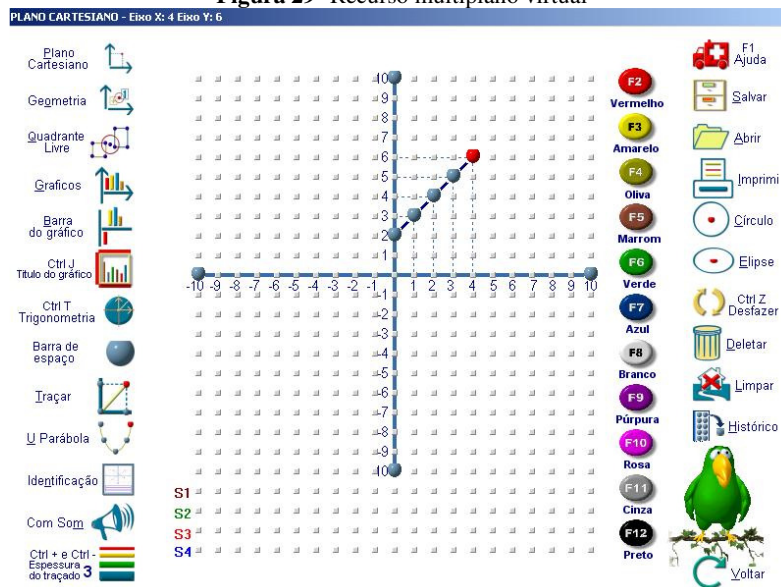 Figura 29- Recurso multiplano virtual
PLANO CARTESIANO - Eixo X: 4 Eixo Y: 6
Plano
Cartesiano
Geometria
Quadrante
Livre
Graficos
Barra
do gráfico
Ctrl J
Titulo do gráfico
Ctrl T
Trigonometria
Barra de
espaço
Traçar
U Parábola
Identificação
Com Som
Ctrl + e Ctrl -
Espessura
do traçado 3
10
9
8
7
6
5
4
3
2
1
-10 -9 -8 -7 -6 -5 -4 -3 -2 -1 1 2 3 4 5 6 7 8 9 10
-1
-2
-3
-4
-5
-6
-7
-8
-9
10
S1
S2
S3
S4
F2
Vermelho
F3
Amarelo
F4
Oliva
F5
Marrom
F6
Verde
F7
Azul
F8
Branco
F9
Púrpura
F10
Rosa
F11
Cinza
F12
Preto
F1
Ajuda
Salvar
Abrir
Imprimi
Círculo
Elipse
Ctrl Z
Desfazer
Deletar
Limpar
Histórico
Voltar